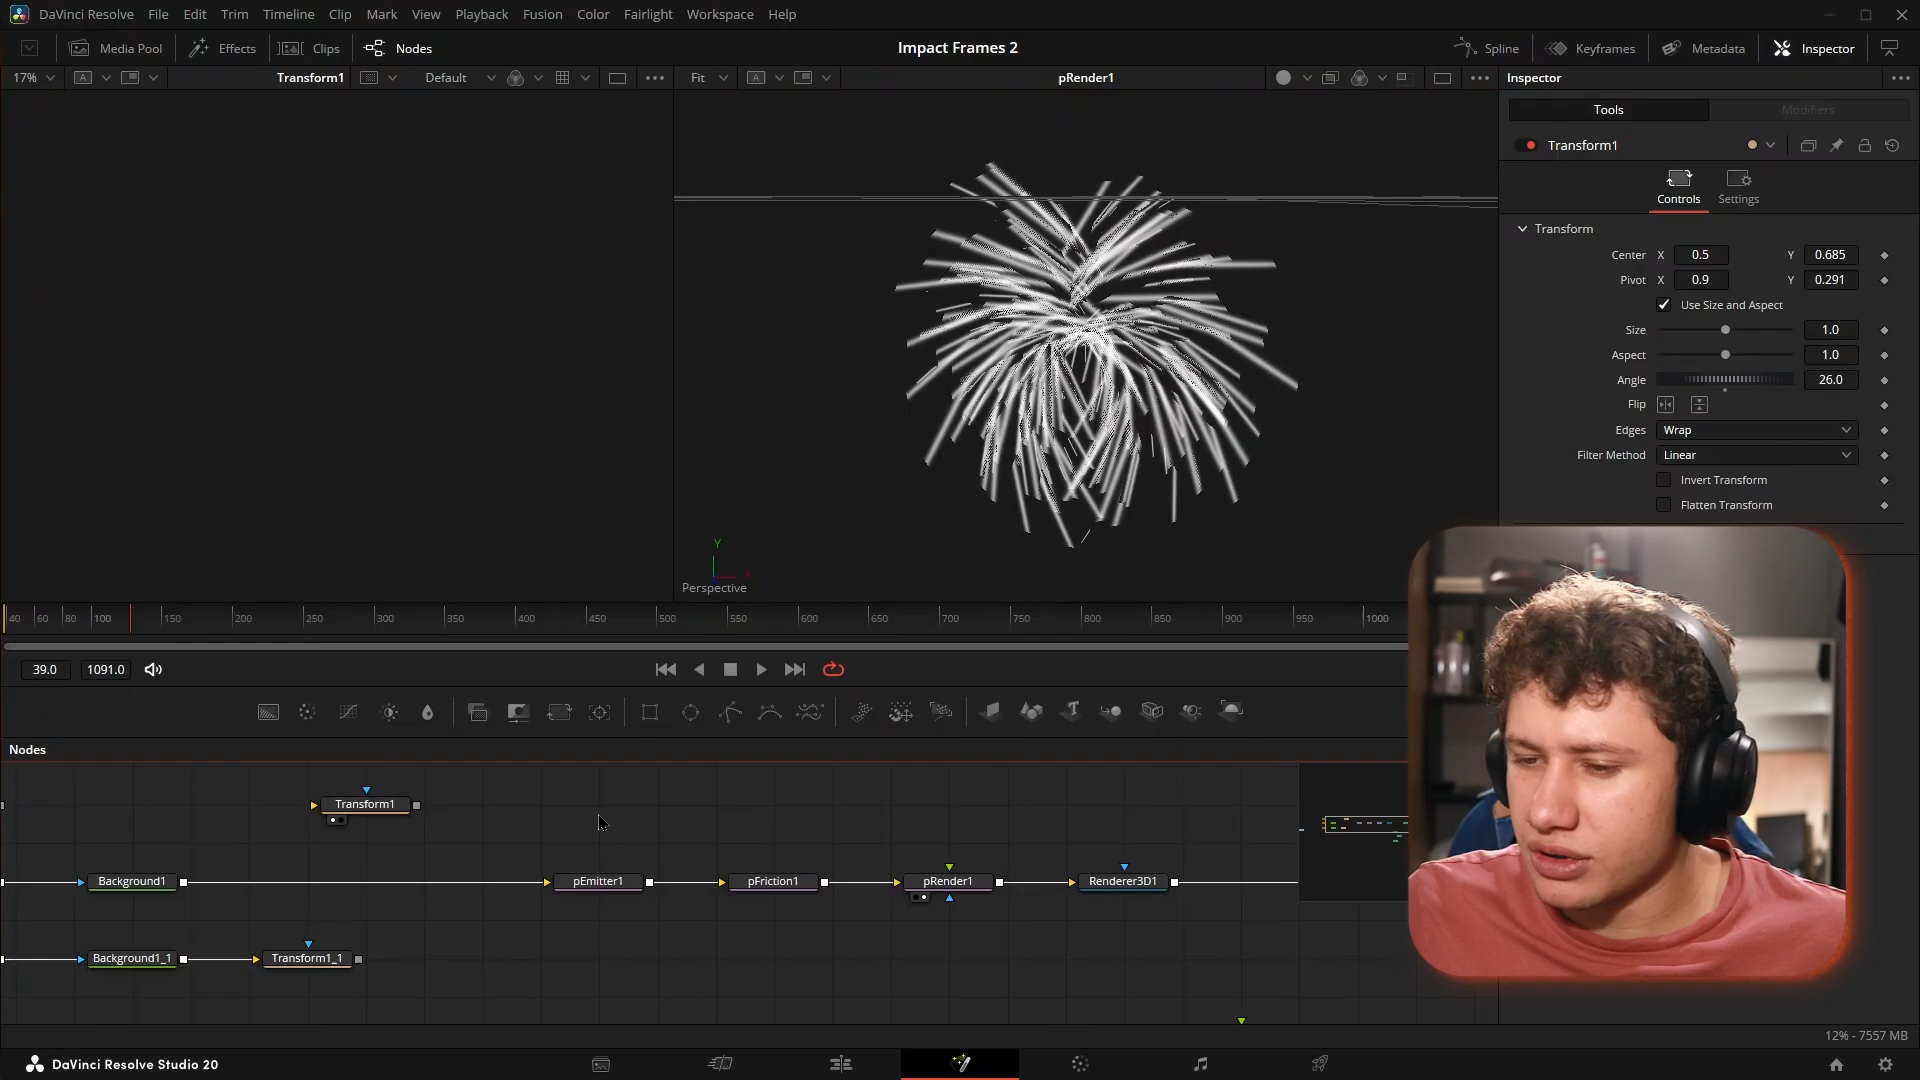 DaVinci Resolve File Edit Trim Timeline Clip Mark View Playback Fusion Color Fairlight Workspace Help
Media Pool Effects Clips Nodes Impact Frames 2 Spline Keyframes Metadata Inspector
17% A Transform1 Default Fit A pRender1 Inspector
Tools Modifiers
Transform1
Controls Settings
Transform
Center X 0.5 Y 0.685
Pivot X 0.9 Y 0.291
Use Size and Aspect
Size 1.0
Aspect 1.0
Angle 26.0
Flip
Edges Wrap
Filter Method Linear
Invert Transform
Flatten Transform
Y
X
Perspective
40 60 80 100 150 200 250 300 350 400 450 500 550 600 650 700 750 800 850 900 950 1000
39.0 1091.0
Nodes
Transform1
Background1 pEmitter1 pFriction1 pRender1 Renderer3D1
Background1_1 Transform1_1
12% - 7557 MB
DaVinci Resolve Studio 20